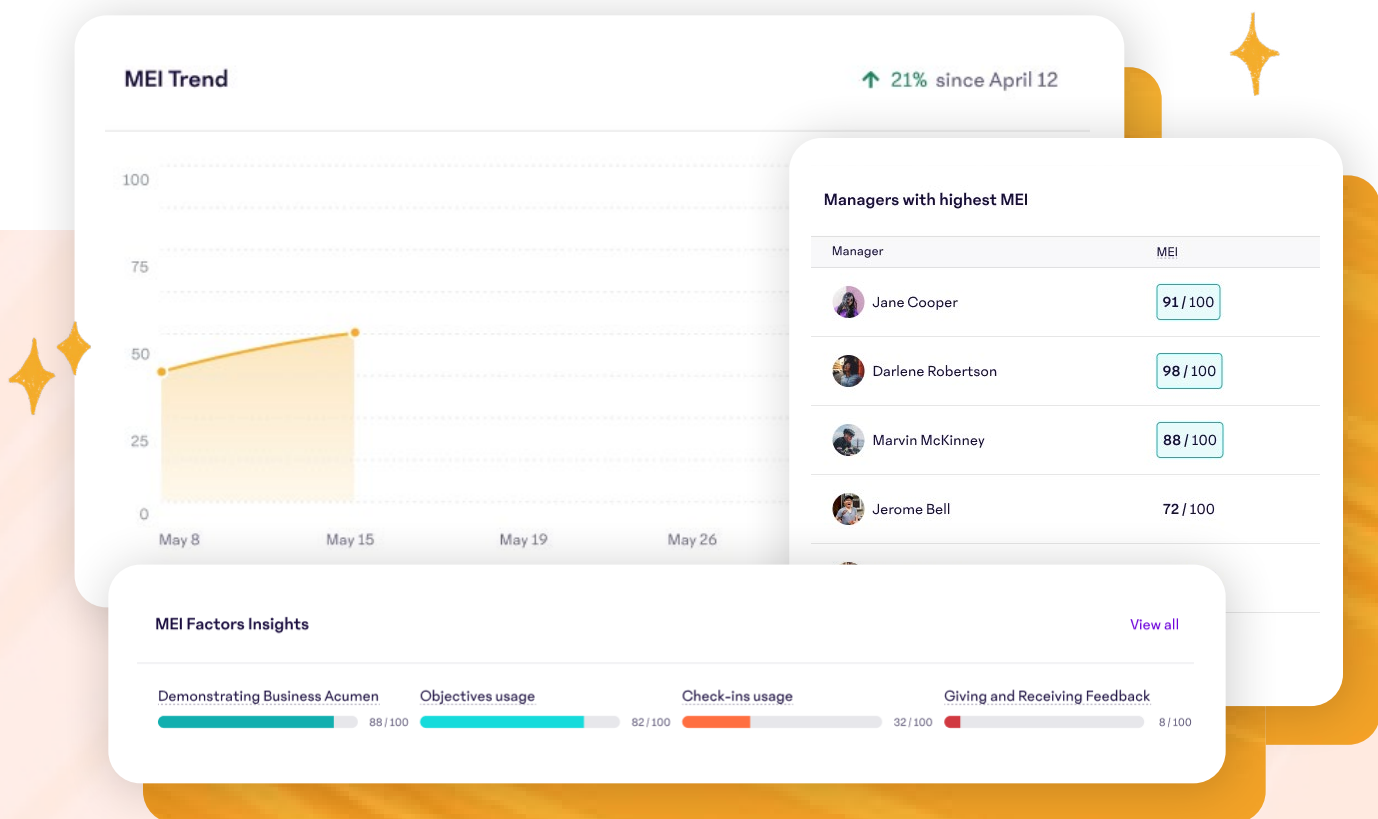 MEI Trend
↑ 21% since April 12
100
75
50
25
0
May 8 May 15 May 19 May 26
Managers with highest MEI
Manager MEI
Jane Cooper 91 / 100
Darlene Robertson 98 / 100
Marvin McKinney 88 / 100
Jerome Bell 72 / 100
MEI Factors Insights View all
Demonstrating Business Acumen 88 / 100
Objectives usage 82 / 100
Check-ins usage 32 / 100
Giving and Receiving Feedback 8 / 100